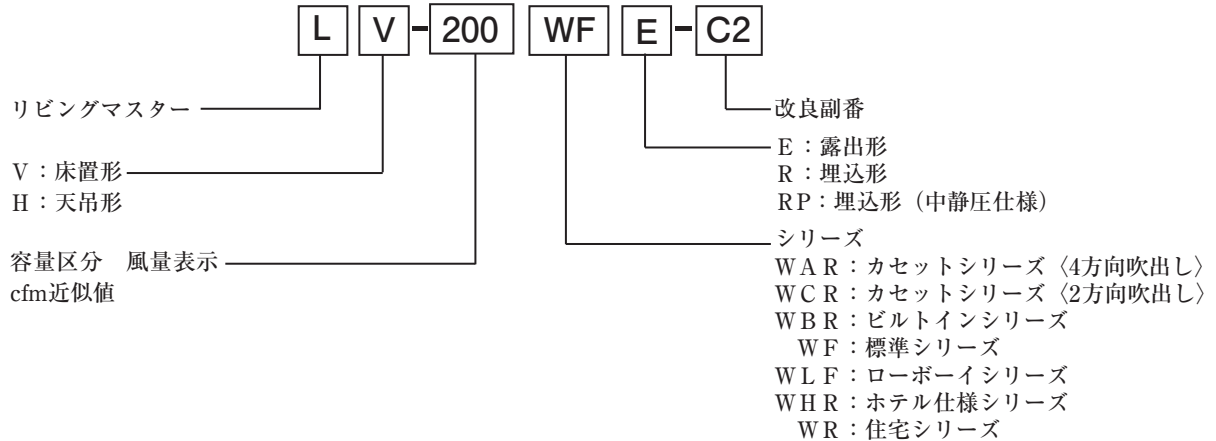 L V-200 WF E-C2
リビングマスター
V：床置形
H：天吊形
容量区分　風量表示
cfm近似値
改良副番
E：露出形
R：埋込形
RP：埋込形（中静圧仕様）
シリーズ
WAR：カセットシリーズ〈4方向吹出し〉
WCR：カセットシリーズ〈2方向吹出し〉
WBR：ビルトインシリーズ
WF：標準シリーズ
WLF：ローボーイシリーズ
WHR：ホテル仕様シリーズ
WR：住宅シリーズ